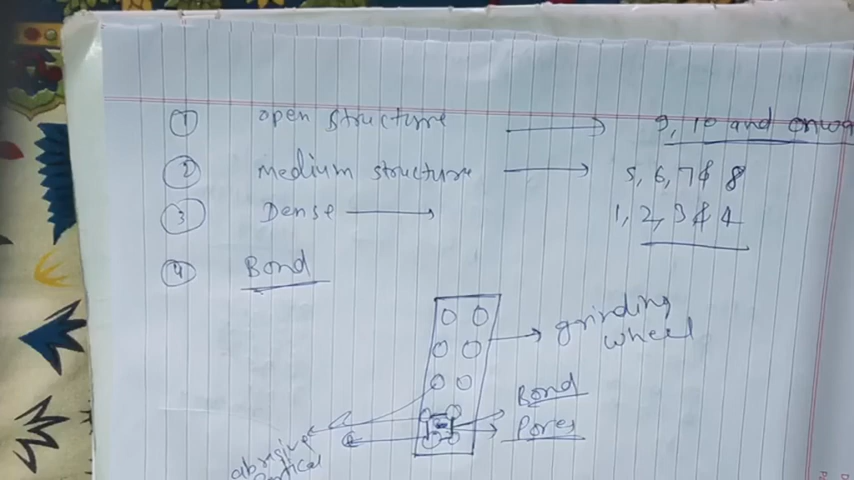 ① open structure → 9, 10 and onwa
② medium structure → 5, 6, 7 & 8
③ Dense → 1, 2, 3 & 4
④ Bond
grinding
wheel
Bond
Pores
abrasive